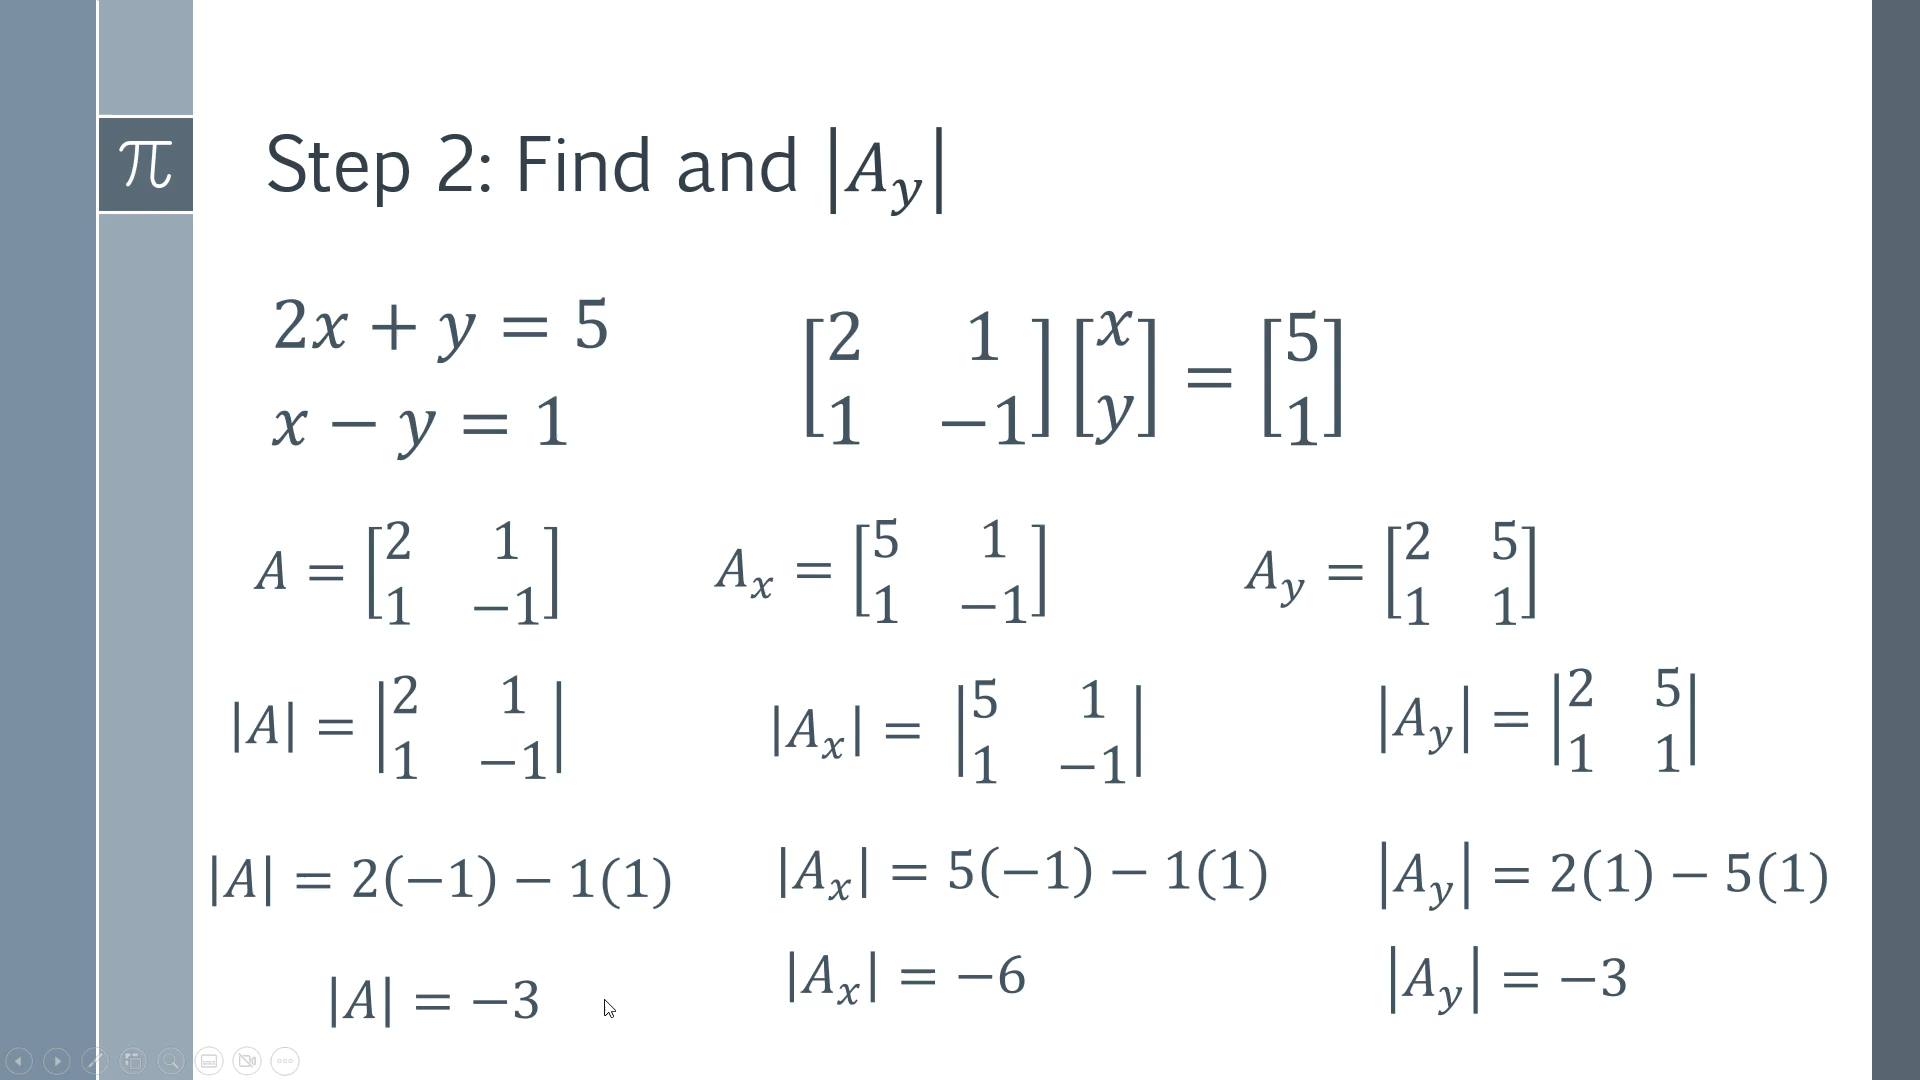 π
Step 2: Find and |A_y|
2x + y = 5
x − y = 1
[2 1; 1 −1] [x; y] = [5; 1]
A = [2 1; 1 −1]
A_x = [5 1; 1 −1]
A_y = [2 5; 1 1]
|A| = |2 1; 1 −1|
|A_x| = |5 1; 1 −1|
|A_y| = |2 5; 1 1|
|A| = 2(−1) − 1(1)
|A_x| = 5(−1) − 1(1)
|A_y| = 2(1) − 5(1)
|A| = −3
|A_x| = −6
|A_y| = −3